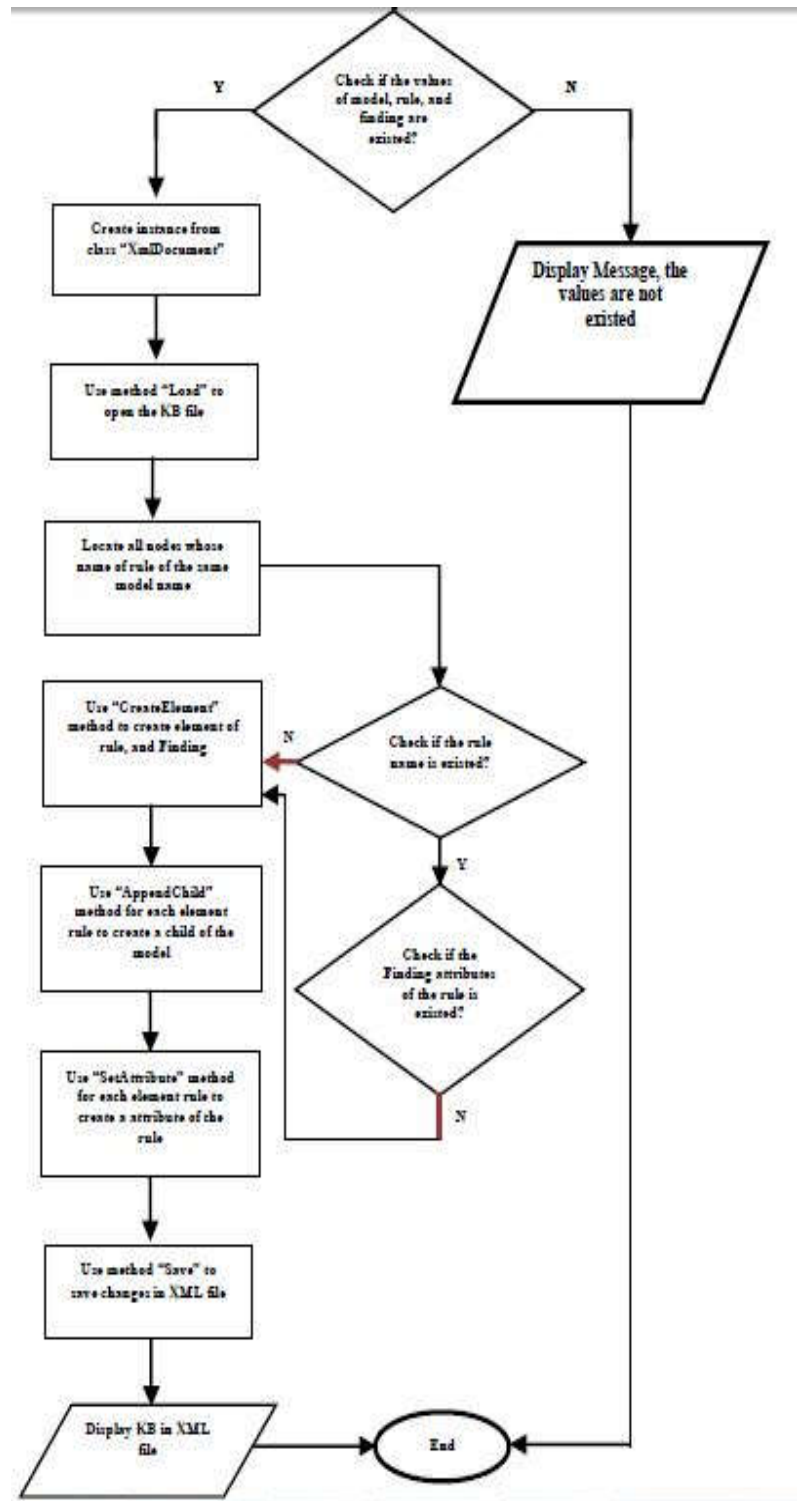 Check if the values
of model, rule, and
finding are
existed?
Y
N
Create instance from
class “XmlDocument”
Display Message, the
values are not
existed
Use method “Load” to
open the KB file
Locate all nodes whose
name of rule of the same
model name
Use “CreateElement”
method to create element of
rule, and Finding
N
Check if the rule
name is existed?
Y
Use “AppendChild”
method for each element
rule to create a child of the
model
Check if the
Finding attributes
of the rule is
existed?
N
Use “SetAttribute” method
for each element rule to
create a attribute of the
rule
Use method “Save” to
save changes in XML file
Display KB in XML
file
End